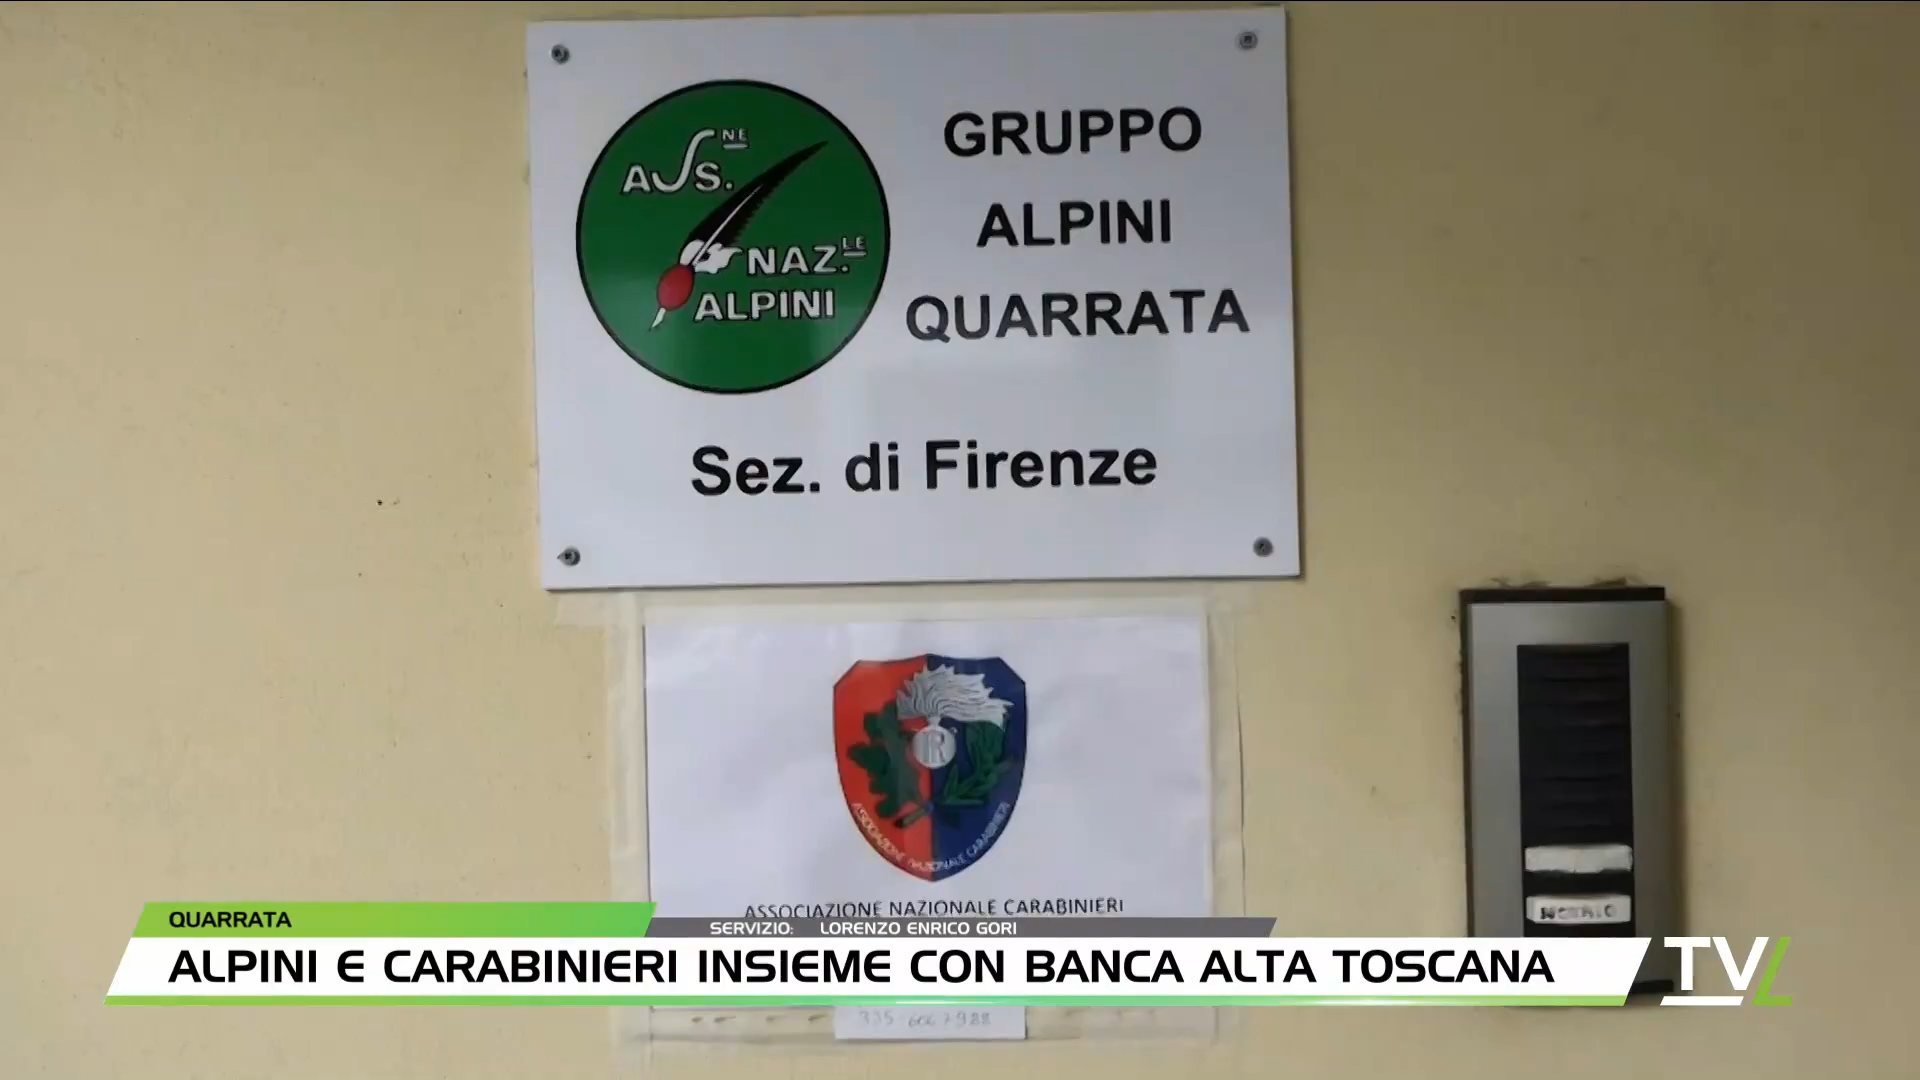 ASS.NE
NAZ.LE
ALPINI
GRUPPO
ALPINI
QUARRATA
Sez. di Firenze
R
ASSOCIAZIONE NAZIONALE CARABINIERI
ASSOCIAZIONE NAZIONALE CARABINIERI
QUARRATA
SERVIZIO: LORENZO ENRICO GORI
ALPINI E CARABINIERI INSIEME CON BANCA ALTA TOSCANA
TVL